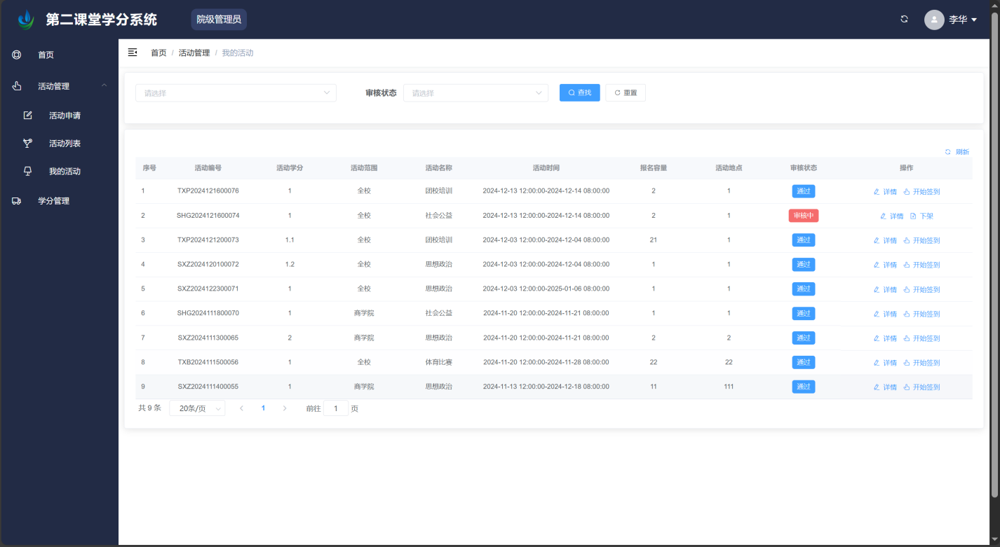 第二课堂学分系统 院级管理员 李华
首页
活动管理
活动申请
活动列表
我的活动
学分管理
首页 / 活动管理 / 我的活动
请选择 审核状态 请选择 查找 重置
刷新
序号 活动编号 活动学分 活动范围 活动名称 活动时间 报名容量 活动地点 审核状态 操作
1 TXP2024121600076 1 全校 团校培训 2024-12-13 12:00:00-2024-12-14 08:00:00 2 1 通过 详情 开始签到
2 SHG2024121600074 1 全校 社会公益 2024-12-13 12:00:00-2024-12-14 08:00:00 2 1 审核中 详情 下架
3 TXP2024121200073 1.1 全校 团校培训 2024-12-03 12:00:00-2024-12-04 08:00:00 21 1 通过 详情 开始签到
4 SXZ2024120100072 1.2 全校 思想政治 2024-12-03 12:00:00-2024-12-04 08:00:00 1 1 通过 详情 开始签到
5 SXZ2024122300071 1 全校 思想政治 2024-12-03 12:00:00-2025-01-06 08:00:00 1 1 通过 详情 开始签到
6 SHG2024111800070 1 商学院 社会公益 2024-11-20 12:00:00-2024-11-21 08:00:00 1 1 通过 详情 开始签到
7 SXZ2024111300065 2 商学院 思想政治 2024-11-20 12:00:00-2024-11-21 08:00:00 2 2 通过 详情 开始签到
8 TXB2024111500056 1 全校 体育比赛 2024-11-20 12:00:00-2024-11-28 08:00:00 22 22 通过 详情 开始签到
9 SXZ2024111400055 1 商学院 思想政治 2024-11-13 12:00:00-2024-12-18 08:00:00 11 111 通过 详情 开始签到
共 9 条 20条/页 1 前往 1 页